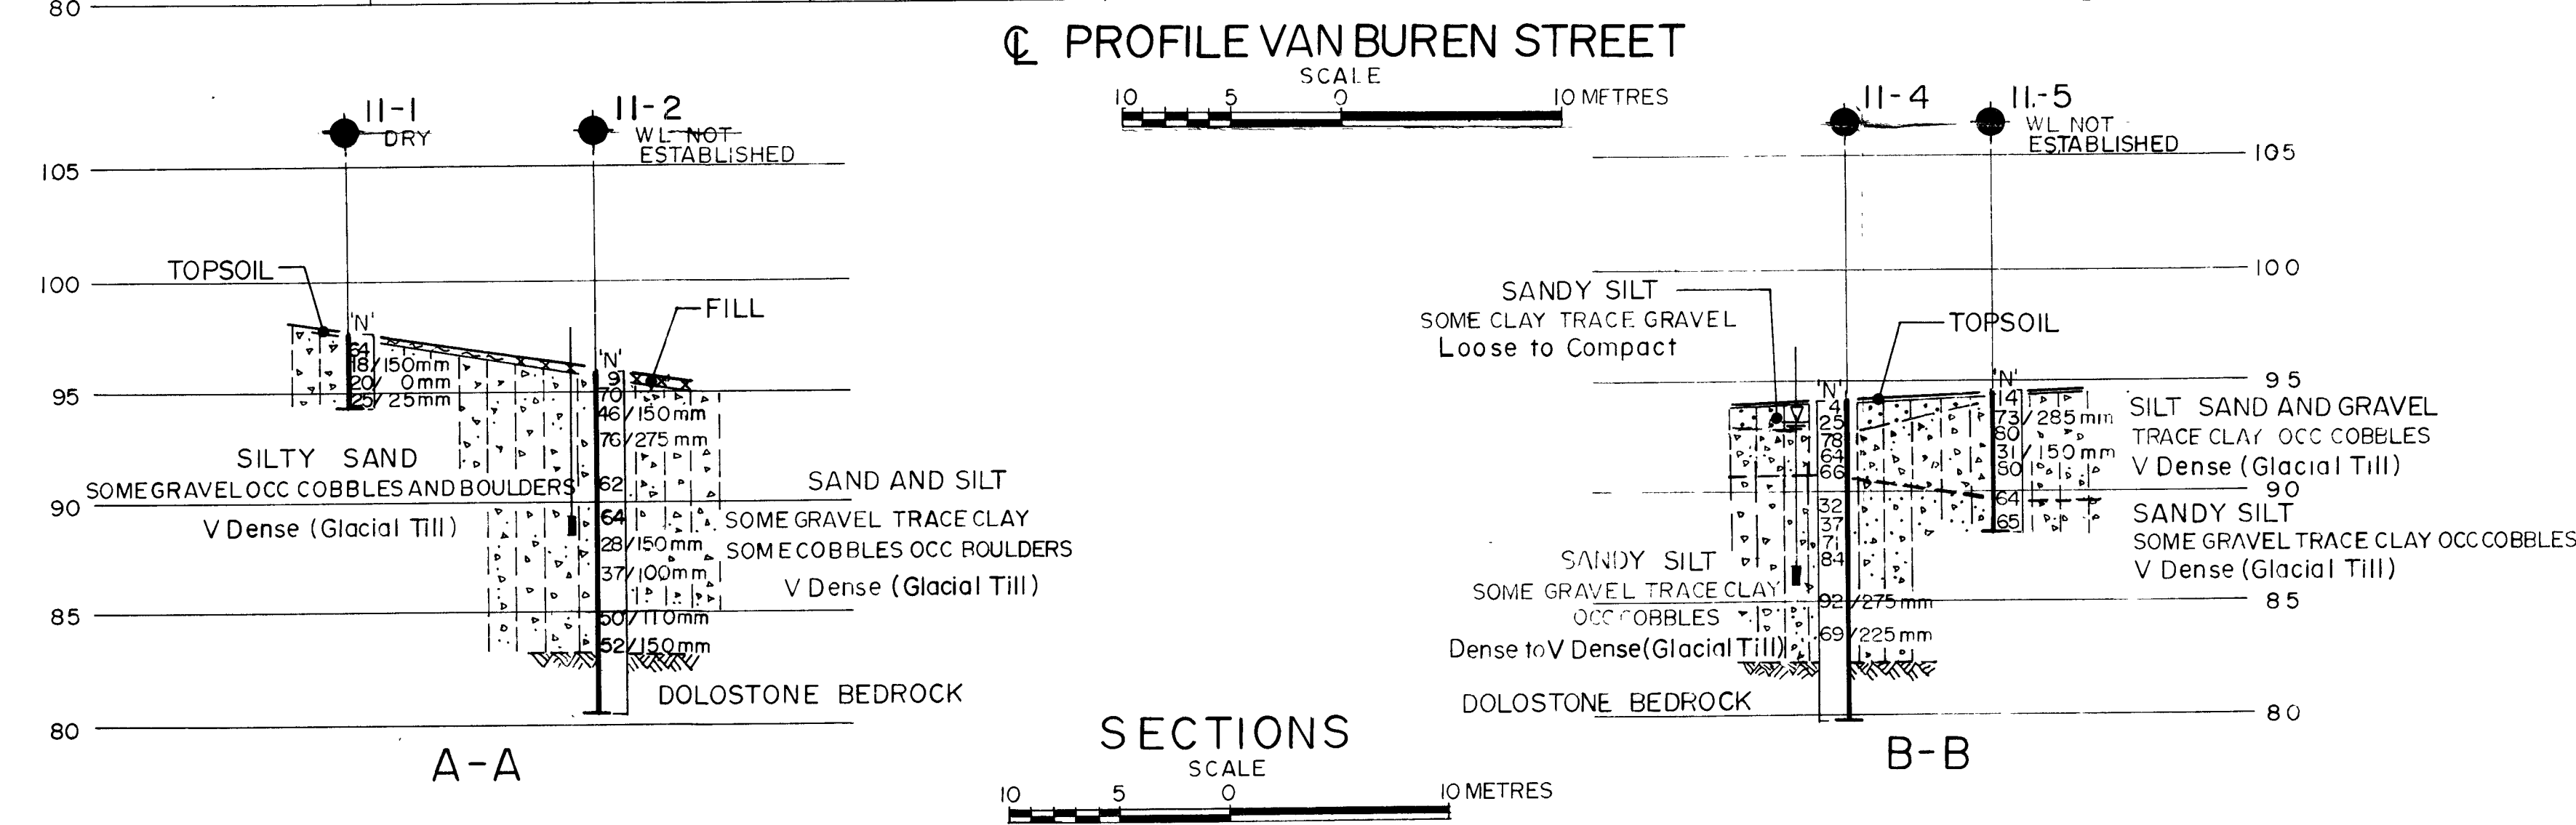 80
℄ PROFILE VAN BUREN STREET
SCALE
10 5 0 10 METRES
11-1
DRY
11-2
WL NOT
ESTABLISHED
105
100
95
90
85
80
TOPSOIL
FILL
'N'
64
18/150mm
20/ 0mm
25/25mm
'N'
9
70
46/150mm
76/275mm
62
64
28/150mm
37/100mm
50/110mm
52/150mm
SILTY SAND
SOME GRAVEL OCC COBBLES AND BOULDERS
V Dense (Glacial Till)
SAND AND SILT
SOME GRAVEL TRACE CLAY
SOME COBBLES OCC BOULDERS
V Dense (Glacial Till)
DOLOSTONE BEDROCK
A-A
11-4
11-5
WL NOT
ESTABLISHED
105
100
95
90
85
80
SANDY SILT
SOME CLAY TRACE GRAVEL
Loose to Compact
TOPSOIL
'N'
4
25
78
64
66
32
37
71
84
92/275mm
69/225mm
'N'
14
73/285mm
80
31/150mm
64
65
SILT SAND AND GRAVEL
TRACE CLAY OCC COBBLES
V Dense (Glacial Till)
SANDY SILT
SOME GRAVEL TRACE CLAY OCC COBBLES
V Dense (Glacial Till)
SANDY SILT
SOME GRAVEL TRACE CLAY
OCC COBBLES
Dense to V Dense (Glacial Till)
DOLOSTONE BEDROCK
B-B
SECTIONS
SCALE
10 5 0 10 METRES